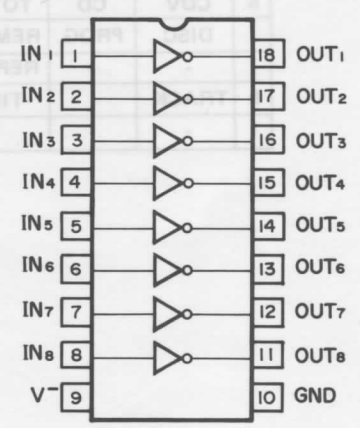 IN1 1 18 OUT1
IN2 2 17 OUT2
IN3 3 16 OUT3
IN4 4 15 OUT4
IN5 5 14 OUT5
IN6 6 13 OUT6
IN7 7 12 OUT7
IN8 8 11 OUT8
V⁻ 9 10 GND